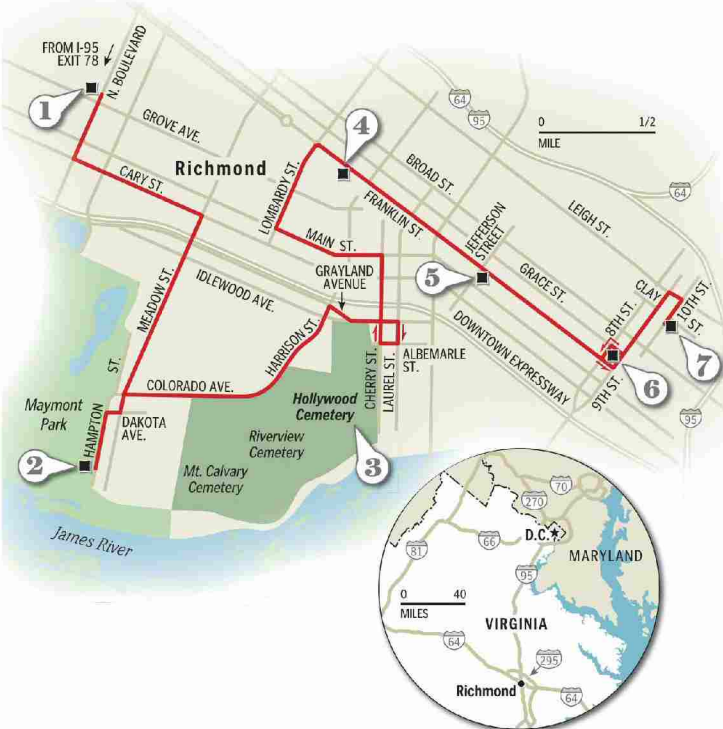 FROM I-95
EXIT 78
N. BOULEVARD
1
GROVE AVE.
Richmond
CARY ST.
LOMBARDY ST.
4
64
95
0 1/2
MILE
BROAD ST.
FRANKLIN ST.
LEIGH ST.
64
MAIN ST.
JEFFERSON
STREET
GRAYLAND
AVENUE
5
GRACE ST.
CLAY
ST.
8TH ST.
10TH ST.
IDLEWOOD AVE.
MEADOW ST.
HARRISON ST.
DOWNTOWN EXPRESSWAY
7
6
9TH ST.
95
ALBEMARLE
ST.
CHERRY ST.
LAUREL ST.
COLORADO AVE.
HAMPTON
ST.
DAKOTA
AVE.
Maymont
Park
Hollywood
Cemetery
Riverview
Cemetery
Mt. Calvary
Cemetery
2
3
James River
70
270
D.C.
81
66
MARYLAND
95
0 40
MILES
VIRGINIA
64
295
Richmond
64